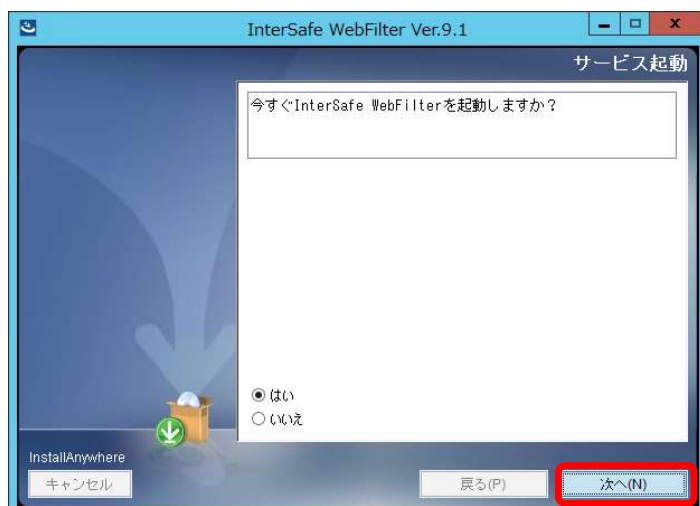 InterSafe WebFilter Ver.9.1
サービス起動
今すぐInterSafe WebFilterを起動しますか？
はい
いいえ
InstallAnywhere
キャンセル
戻る(P)
次へ(N)